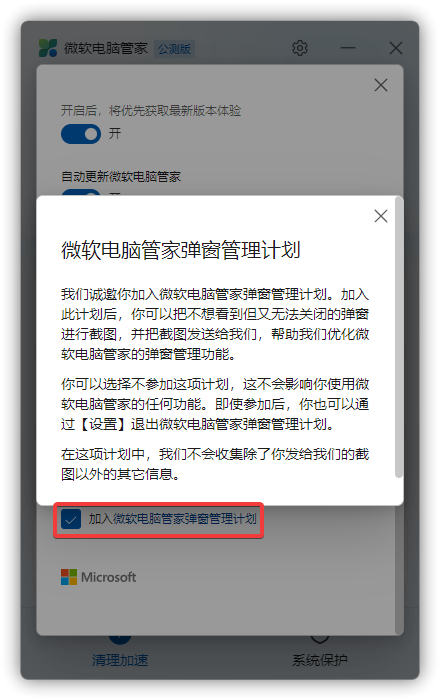 微软电脑管家 公测版
开启后，将优先获取最新版本体验
开
自动更新微软电脑管家
微软电脑管家弹窗管理计划
我们诚邀你加入微软电脑管家弹窗管理计划。加入
此计划后，你可以把不想看到但又无法关闭的弹窗
进行截图，并把截图发送给我们，帮助我们优化微
软电脑管家的弹窗管理功能。
你可以选择不参加这项计划，这不会影响你使用微
软电脑管家的任何功能。即使参加后，你也可以通
过【设置】退出微软电脑管家弹窗管理计划。
在这项计划中，我们不会收集除了你发给我们的截
图以外的其它信息。
加入微软电脑管家弹窗管理计划
Microsoft
清理加速 系统保护